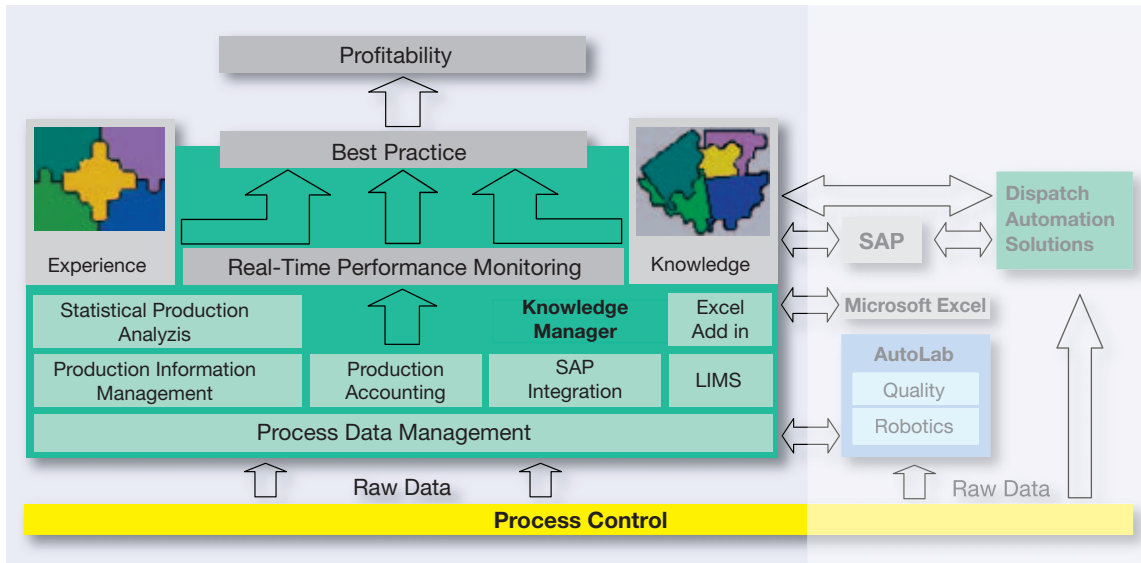 Profitability
Best Practice
Experience
Real-Time Performance Monitoring
Knowledge
Dispatch
Automation
Solutions
SAP
Statistical Production
Analyzis
Knowledge
Manager
Excel
Add in
Microsoft Excel
Production Information
Management
Production
Accounting
SAP
Integration
LIMS
AutoLab
Quality
Robotics
Process Data Management
Raw Data
Raw Data
Process Control